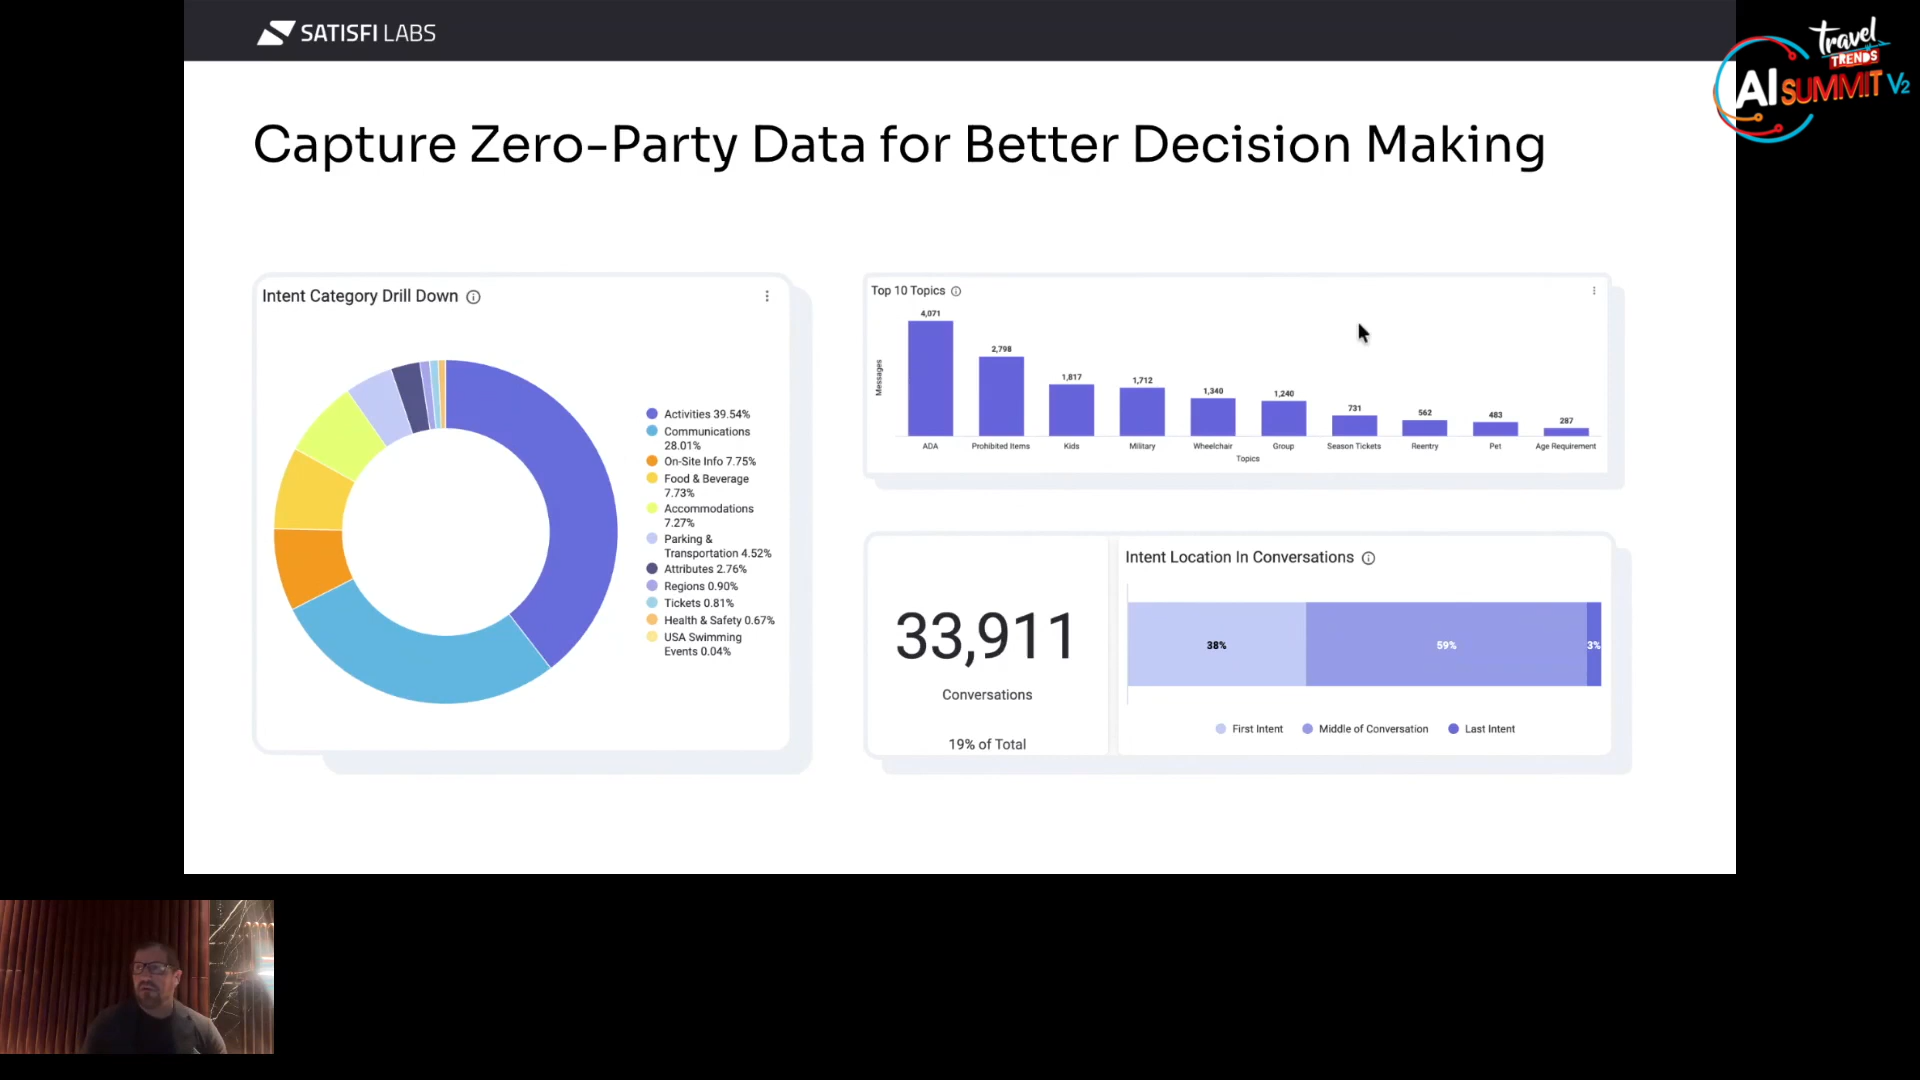 SATISFI LABS
travel
TRENDS
AI SUMMIT V2
Capture Zero-Party Data for Better Decision Making
Intent Category Drill Down
Activities 39.54%
Communications
28.01%
On-Site Info 7.75%
Food & Beverage
7.73%
Accommodations
7.27%
Parking &
Transportation 4.52%
Attributes 2.76%
Regions 0.90%
Tickets 0.81%
Health & Safety 0.67%
USA Swimming
Events 0.04%
Top 10 Topics
Messages
4,071
2,798
1,817
1,712
1,340
1,240
731
562
483
287
ADA
Prohibited Items
Kids
Military
Wheelchair
Group
Season Tickets
Reentry
Pet
Age Requirement
Topics
33,911
Conversations
19% of Total
Intent Location In Conversations
38%
59%
3%
First Intent
Middle of Conversation
Last Intent